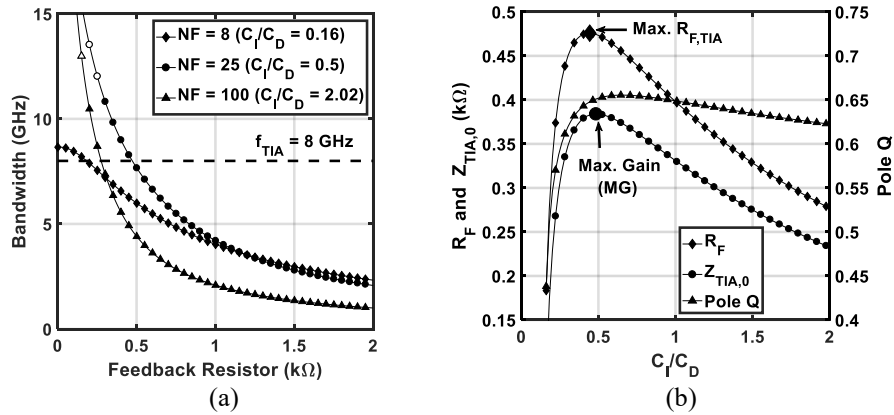 15
10
5
0
Bandwidth (GHz)
NF = 8 (C_I/C_D = 0.16)
NF = 25 (C_I/C_D = 0.5)
NF = 100 (C_I/C_D = 2.02)
f_TIA = 8 GHz
0 0.5 1 1.5 2
Feedback Resistor (kΩ)
(a)
0.5
0.45
0.4
0.35
0.3
0.25
0.2
0.15
R_F and Z_TIA,0 (kΩ)
Max. R_F,TIA
Max. Gain
(MG)
R_F
Z_TIA,0
Pole Q
0.75
0.7
0.65
0.6
0.55
0.5
0.45
0.4
Pole Q
0 0.5 1 1.5 2
C_I/C_D
(b)